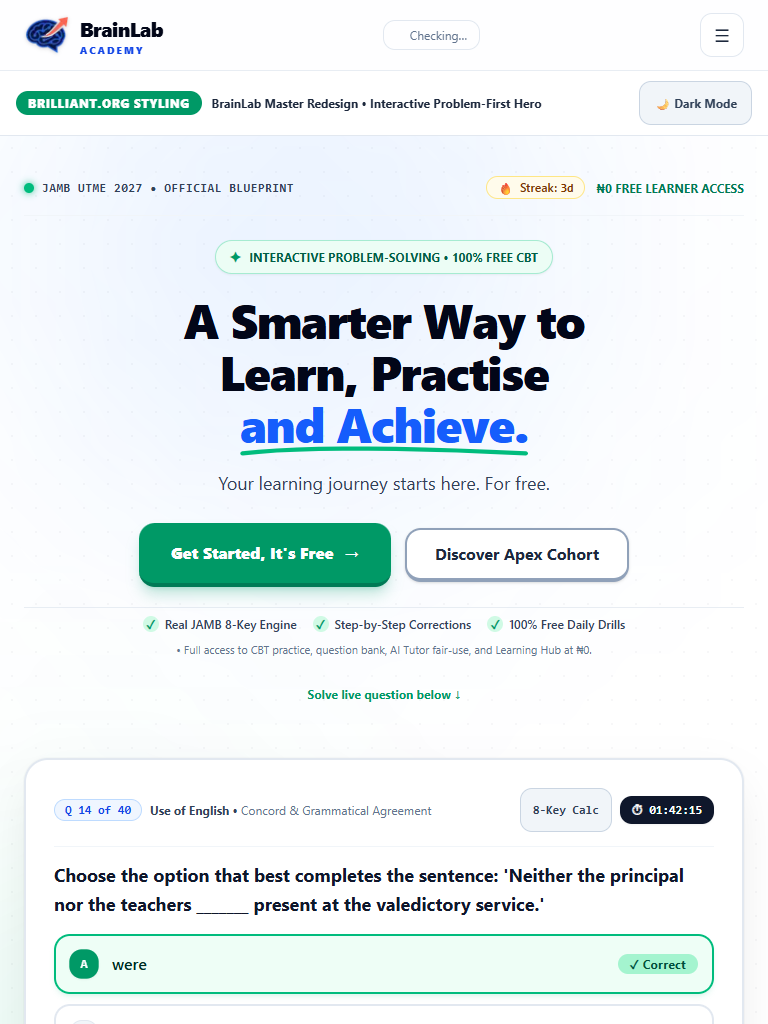 BrainLab
ACADEMY
Checking...
☰
BRILLIANT.ORG STYLING BrainLab Master Redesign • Interactive Problem-First Hero
🌙 Dark Mode
JAMB UTME 2027 • OFFICIAL BLUEPRINT
🔥 Streak: 3d ₦0 FREE LEARNER ACCESS
✦ INTERACTIVE PROBLEM-SOLVING • 100% FREE CBT
A Smarter Way to
Learn, Practise
and Achieve.
Your learning journey starts here. For free.
Get Started, It's Free →
Discover Apex Cohort
✓ Real JAMB 8-Key Engine ✓ Step-by-Step Corrections ✓ 100% Free Daily Drills
• Full access to CBT practice, question bank, AI Tutor fair-use, and Learning Hub at ₦0.
Solve live question below ↓
Q 14 of 40 Use of English • Concord & Grammatical Agreement
8-Key Calc
⏱ 01:42:15
Choose the option that best completes the sentence: 'Neither the principal
nor the teachers _______ present at the valedictory service.'
A were ✓ Correct